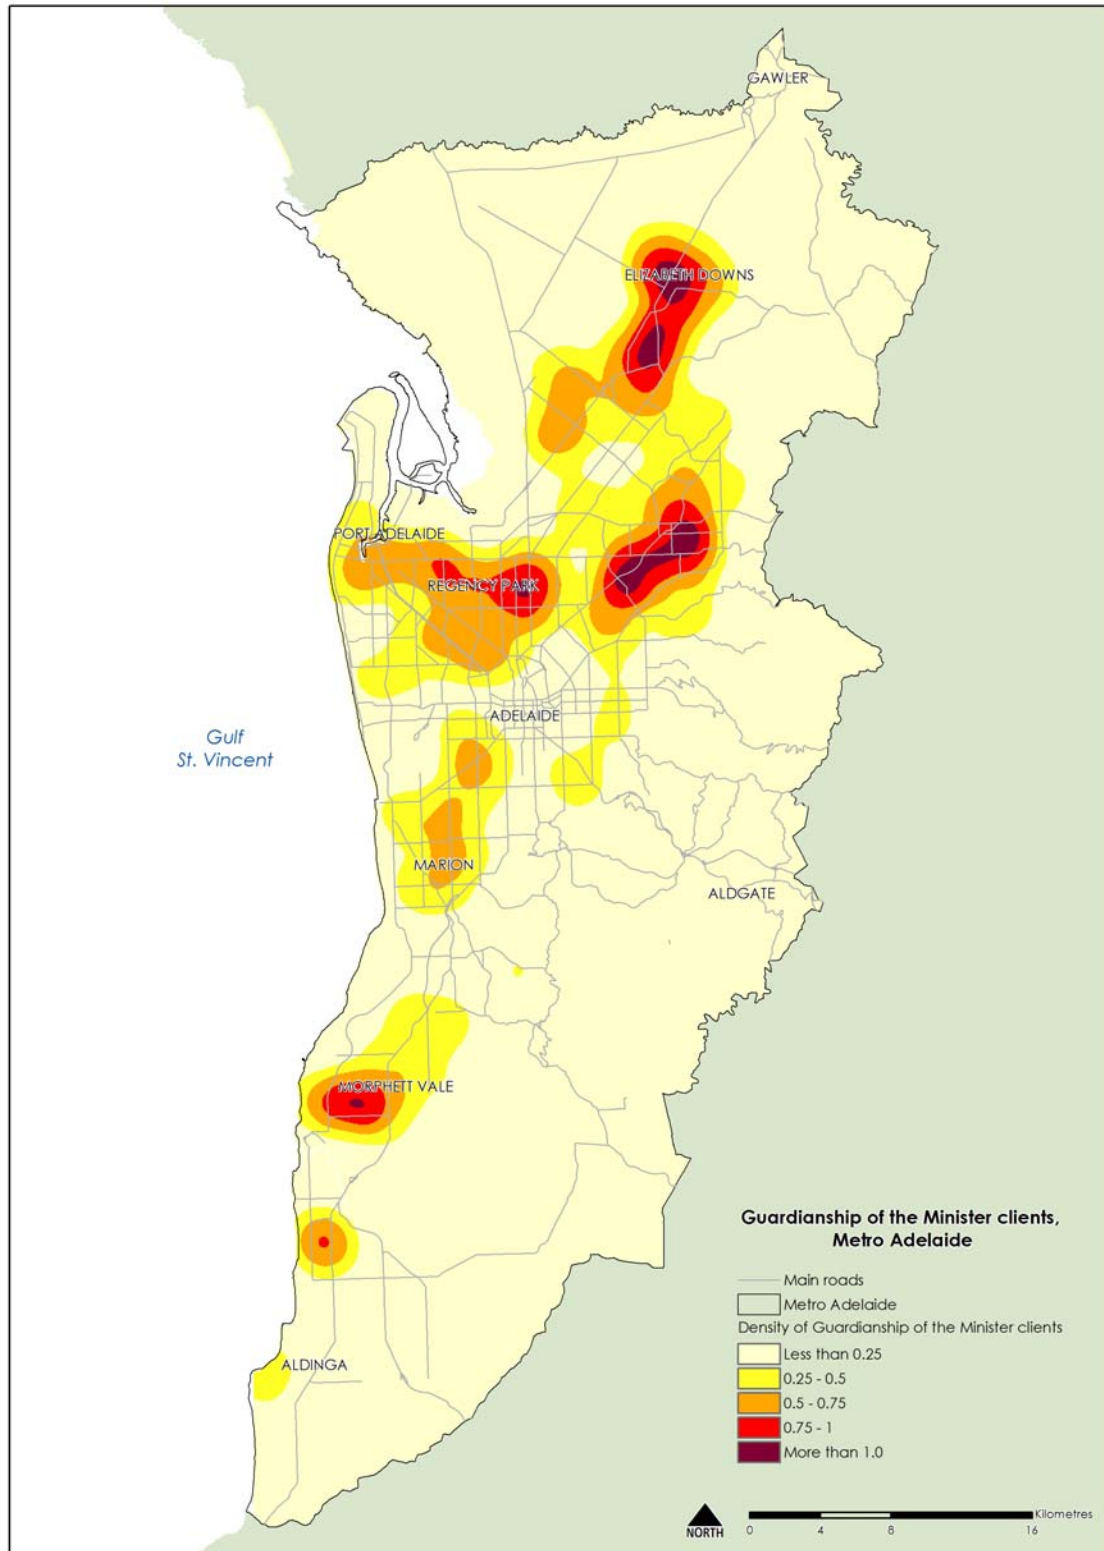 GAWLER
ELIZABETH DOWNS
PORT ADELAIDE
REGENCY PARK
ADELAIDE
Gulf
St. Vincent
MARION
ALDGATE
MORPHETT VALE
ALDINGA
Guardianship of the Minister clients,
Metro Adelaide
Main roads
Metro Adelaide
Density of Guardianship of the Minister clients
Less than 0.25
0.25 - 0.5
0.5 - 0.75
0.75 - 1
More than 1.0
NORTH
Kilometres
0 4 8 16